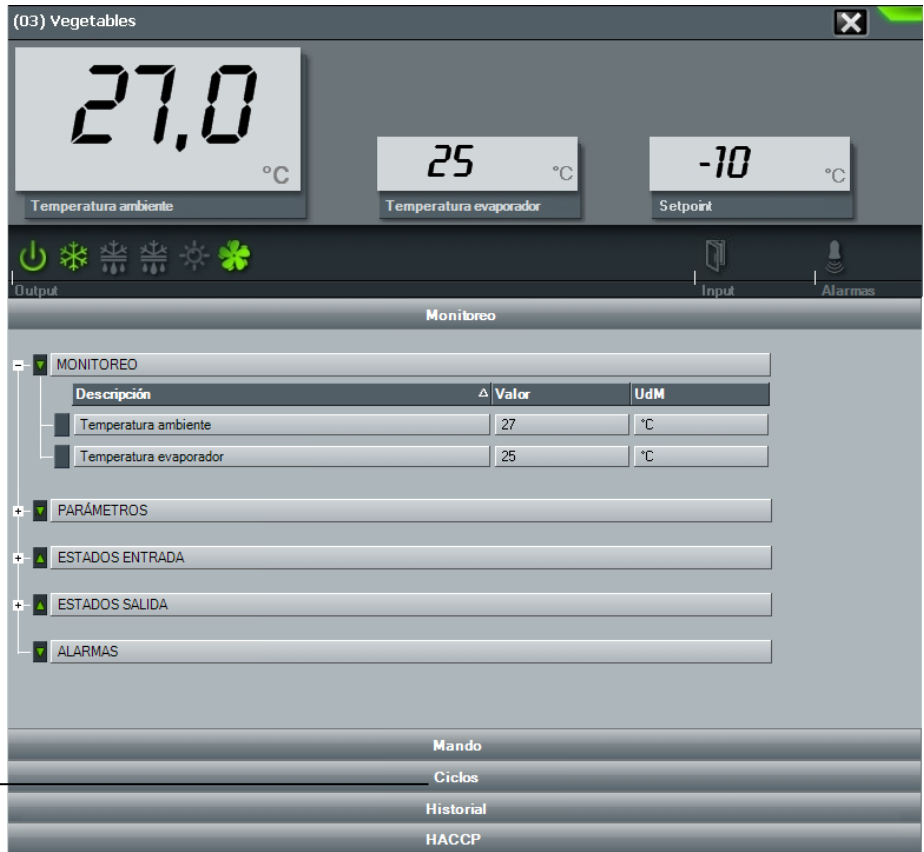 (03) Vegetables
27,0 °C
Temperatura ambiente
25 °C
Temperatura evaporador
-10 °C
Setpoint
Output
Input
Alarmas
Monitoreo
MONITOREO
Descripción Valor UdM
Temperatura ambiente 27 °C
Temperatura evaporador 25 °C
PARÁMETROS
ESTADOS ENTRADA
ESTADOS SALIDA
ALARMAS
Mando
Ciclos
Historial
HACCP